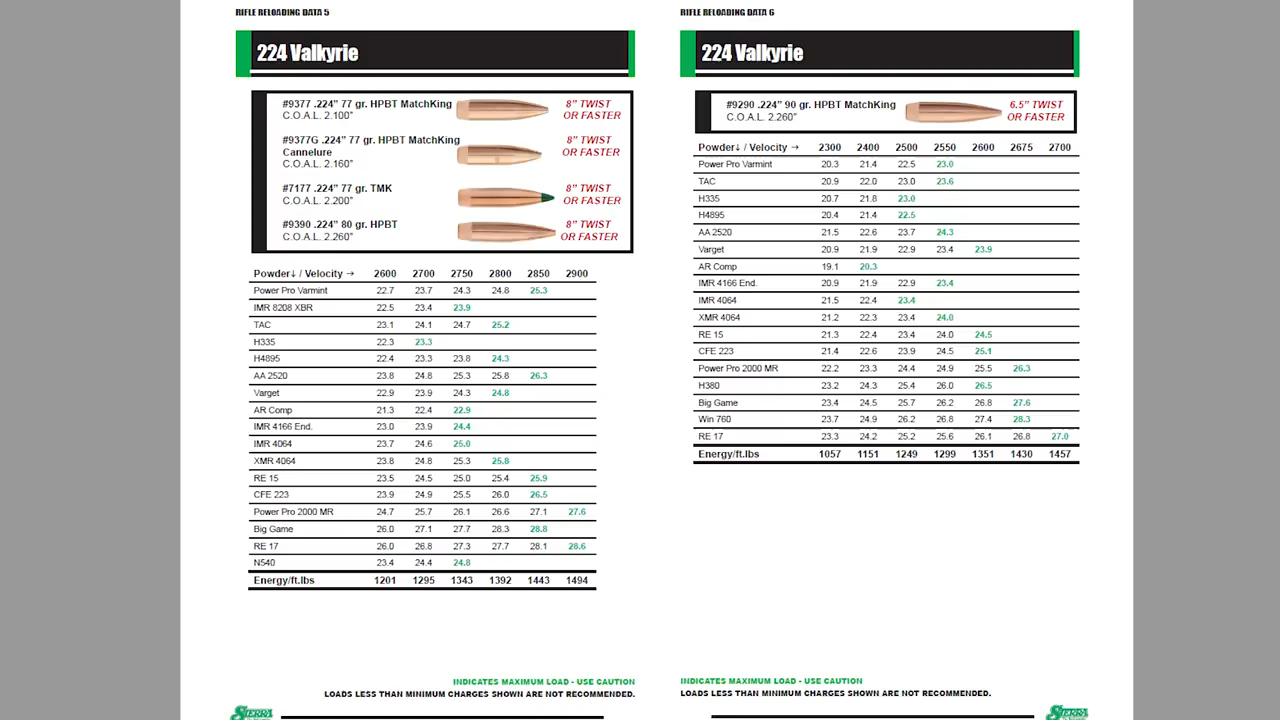 RIFLE RELOADING DATA 5
224 Valkyrie
#9377 .224” 77 gr. HPBT MatchKing 8” TWIST
C.O.A.L. 2.100” OR FASTER
#9377G .224” 77 gr. HPBT MatchKing 8” TWIST
Cannelure OR FASTER
C.O.A.L. 2.160”
#7177 .224” 77 gr. TMK 8” TWIST
C.O.A.L. 2.200” OR FASTER
#9390 .224” 80 gr. HPBT 8” TWIST
C.O.A.L. 2.260” OR FASTER
Powder↓ / Velocity → 2600 2700 2750 2800 2850 2900
Power Pro Varmint 22.7 23.7 24.3 24.8 25.3
IMR 8208 XBR 22.5 23.4 23.9
TAC 23.1 24.1 24.7 25.2
H335 22.3 23.3
H4895 22.4 23.3 23.8 24.3
AA 2520 23.8 24.8 25.3 25.8 26.3
Varget 22.9 23.9 24.3 24.8
AR Comp 21.3 22.4 22.9
IMR 4166 End. 23.0 23.9 24.4
IMR 4064 23.7 24.6 25.0
XMR 4064 23.8 24.8 25.3 25.8
RE 15 23.5 24.5 25.0 25.4 25.9
CFE 223 23.9 24.9 25.5 26.0 26.5
Power Pro 2000 MR 24.7 25.7 26.1 26.6 27.1 27.6
Big Game 26.0 27.1 27.7 28.3 28.8
RE 17 26.0 26.8 27.3 27.7 28.1 28.6
N540 23.4 24.4 24.8
Energy/ft.lbs 1201 1295 1343 1392 1443 1494
INDICATES MAXIMUM LOAD - USE CAUTION
LOADS LESS THAN MINIMUM CHARGES SHOWN ARE NOT RECOMMENDED.
SIERRA
RIFLE RELOADING DATA 6
224 Valkyrie
#9290 .224” 90 gr. HPBT MatchKing 6.5” TWIST
C.O.A.L. 2.260” OR FASTER
Powder↓ / Velocity → 2300 2400 2500 2550 2600 2675 2700
Power Pro Varmint 20.3 21.4 22.5 23.0
TAC 20.9 22.0 23.0 23.6
H335 20.7 21.8 23.0
H4895 20.4 21.4 22.5
AA 2520 21.5 22.6 23.7 24.3
Varget 20.9 21.9 22.9 23.4 23.9
AR Comp 19.1 20.3
IMR 4166 End. 20.9 21.9 22.9 23.4
IMR 4064 21.5 22.4 23.4
XMR 4064 21.2 22.3 23.4 24.0
RE 15 21.3 22.4 23.4 24.0 24.5
CFE 223 21.4 22.6 23.9 24.5 25.1
Power Pro 2000 MR 22.2 23.3 24.4 24.9 25.5 26.3
H380 23.2 24.3 25.4 26.0 26.5
Big Game 23.4 24.5 25.7 26.2 26.8 27.6
Win 760 23.7 24.9 26.2 26.8 27.4 28.3
RE 17 23.3 24.2 25.2 25.6 26.1 26.8 27.0
Energy/ft.lbs 1057 1151 1249 1299 1351 1430 1457
INDICATES MAXIMUM LOAD - USE CAUTION
LOADS LESS THAN MINIMUM CHARGES SHOWN ARE NOT RECOMMENDED.
SIERRA